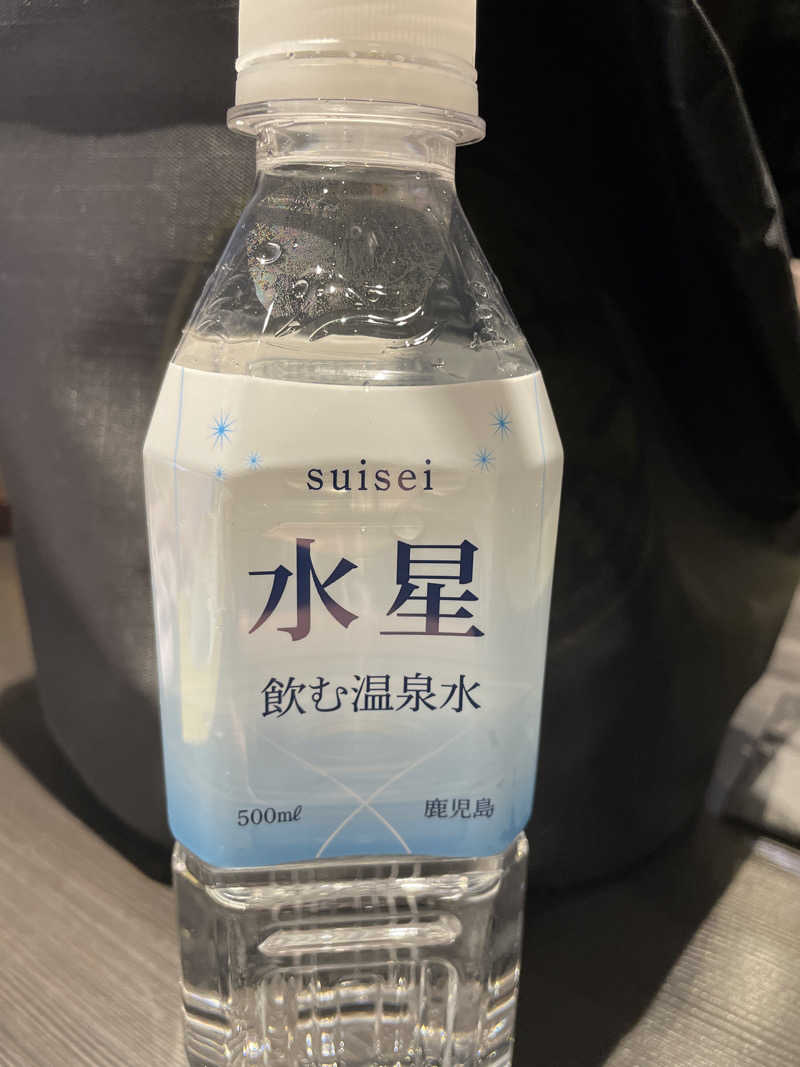 suisei
水星
飲む温泉水
500mℓ
鹿児島